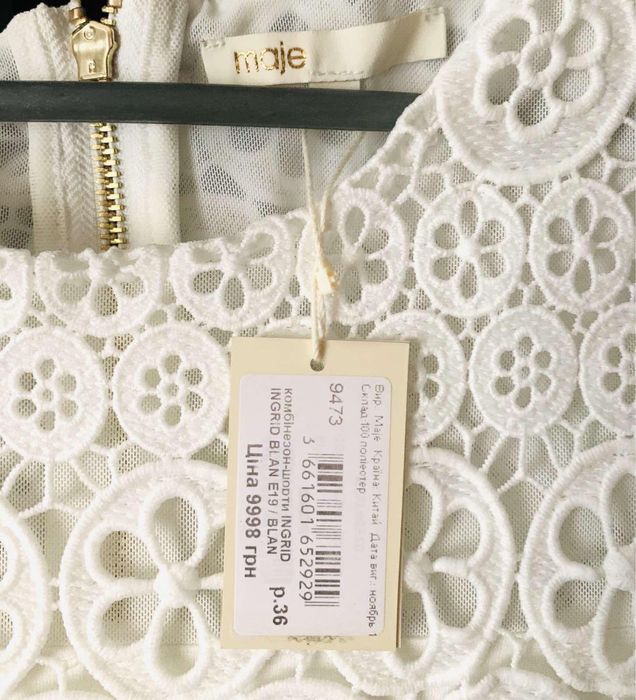 maje
Вир.: Maje Країна: Китай Дата виг.: ноябрь 1
Склад:100 поліестер
9473
3 661601 652929
комбінезон-шорти INGRID
INGRID BLAN E19 / BLAN
р.36
Ціна 9998 грн